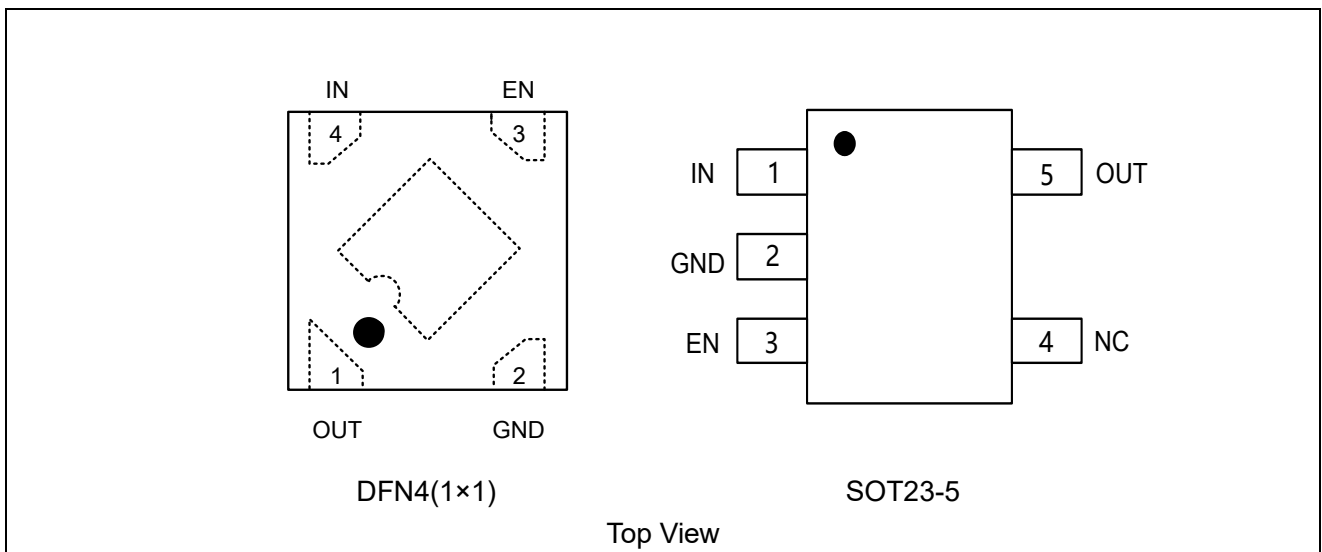 IN EN
4 3
1 2
OUT GND
DFN4(1×1)
IN 1 5 OUT
GND 2
EN 3 4 NC
SOT23-5
Top View